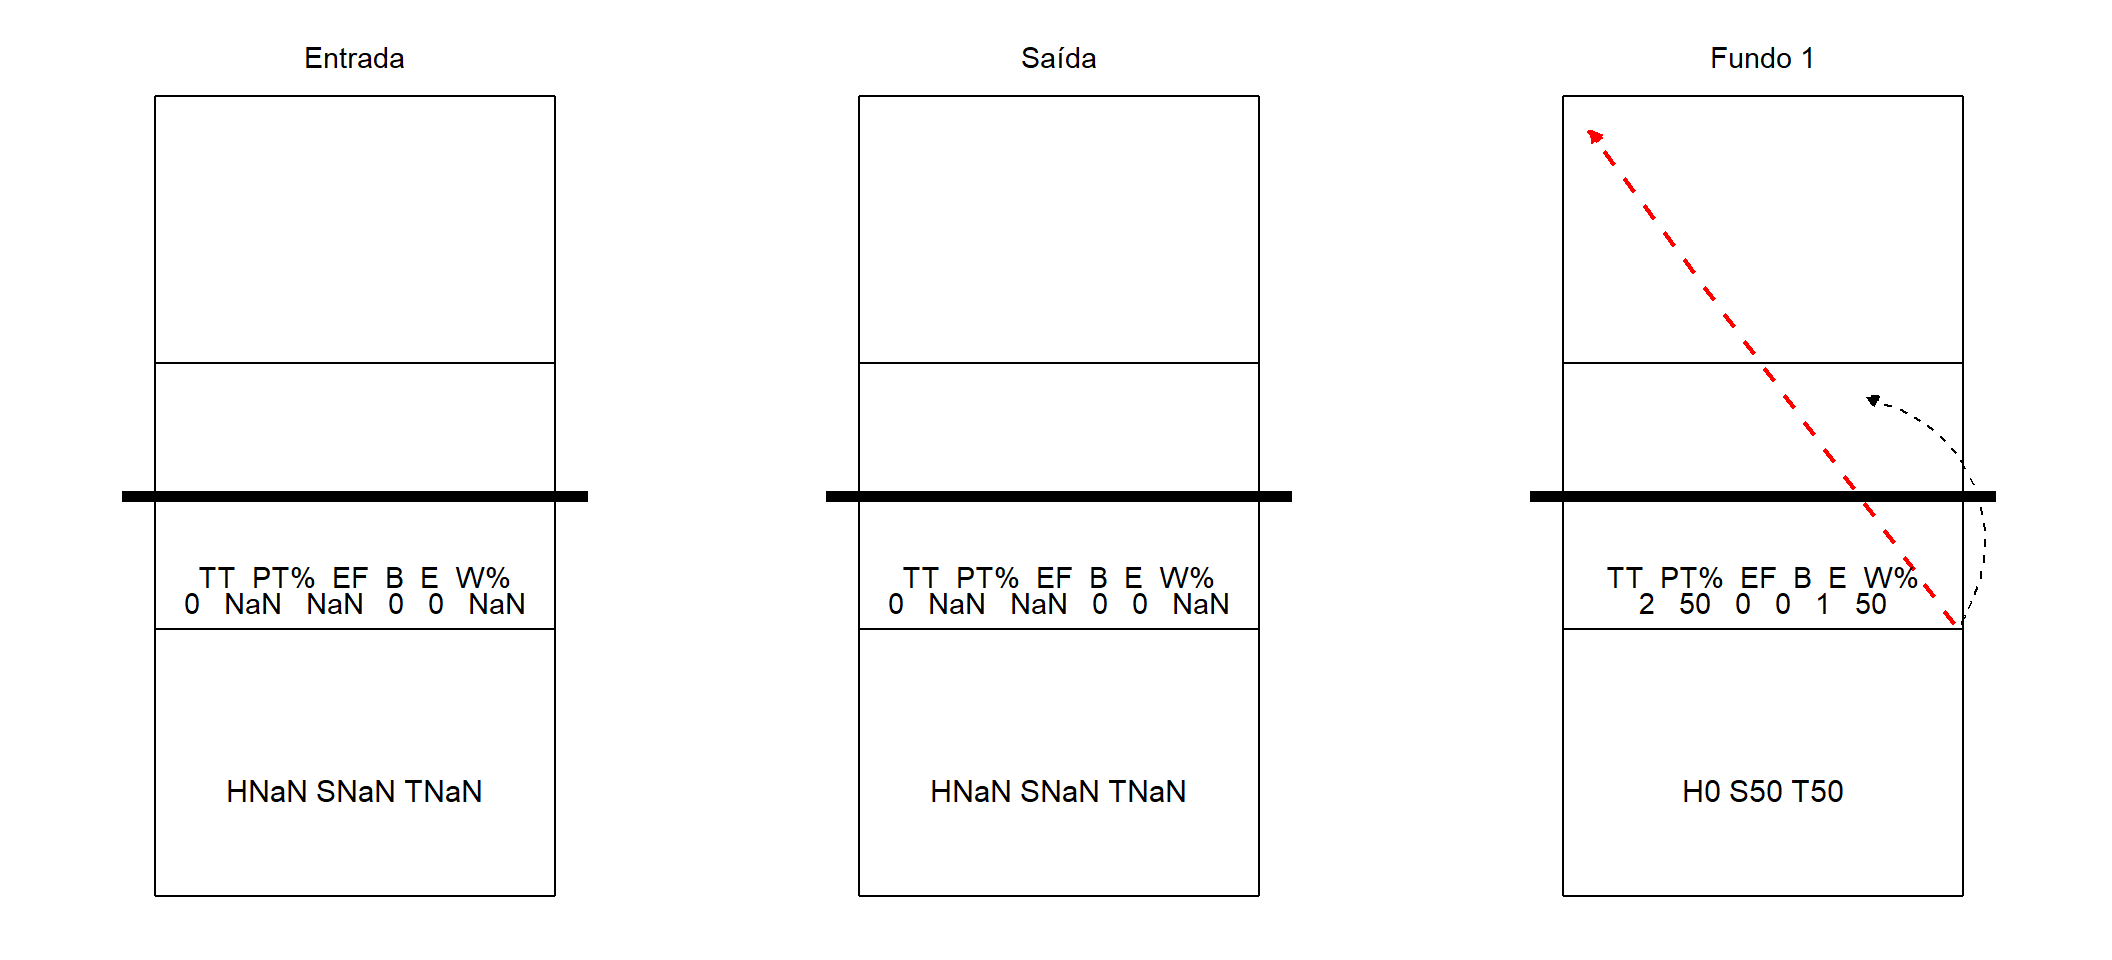 Entrada
TT PT% EF B E W%
0 NaN NaN 0 0 NaN
HNaN SNaN TNaN
Saída
TT PT% EF B E W%
0 NaN NaN 0 0 NaN
HNaN SNaN TNaN
Fundo 1
TT PT% EF B E W%
2 50 0 0 1 50
H0 S50 T50